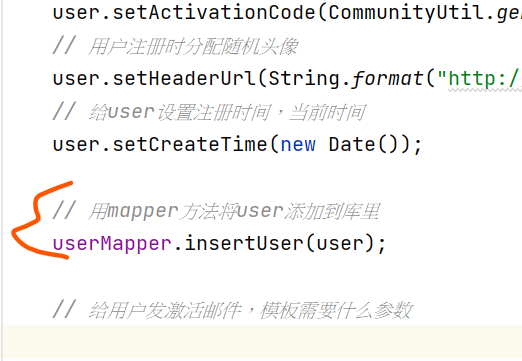 user.setActivationCode(CommunityUtil.ge
// 用户注册时分配随机头像
user.setHeaderUrl(String.format("http:/
// 给user设置注册时间，当前时间
user.setCreateTime(new Date());
// 用mapper方法将user添加到库里
userMapper.insertUser(user);
// 给用户发激活邮件，模板需要什么参数